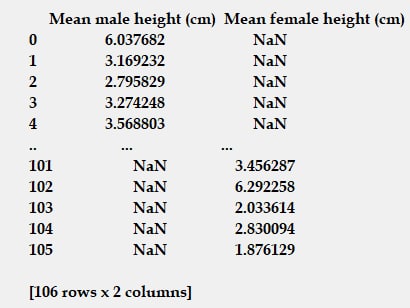 Mean male height (cm) Mean female height (cm)
0 6.037682 NaN
1 3.169232 NaN
2 2.795829 NaN
3 3.274248 NaN
4 3.568803 NaN
.. ... ...
101 NaN 3.456287
102 NaN 6.292258
103 NaN 2.033614
104 NaN 2.830094
105 NaN 1.876129
[106 rows x 2 columns]